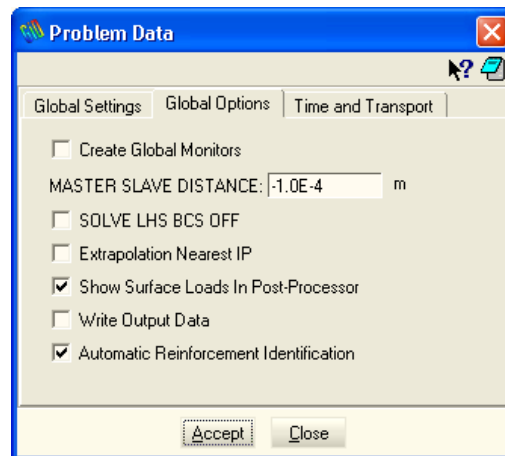 Problem Data
?
Global Settings Global Options Time and Transport
Create Global Monitors
MASTER SLAVE DISTANCE: -1.0E-4 m
SOLVE LHS BCS OFF
Extrapolation Nearest IP
Show Surface Loads In Post-Processor
Write Output Data
Automatic Reinforcement Identification
Accept Close